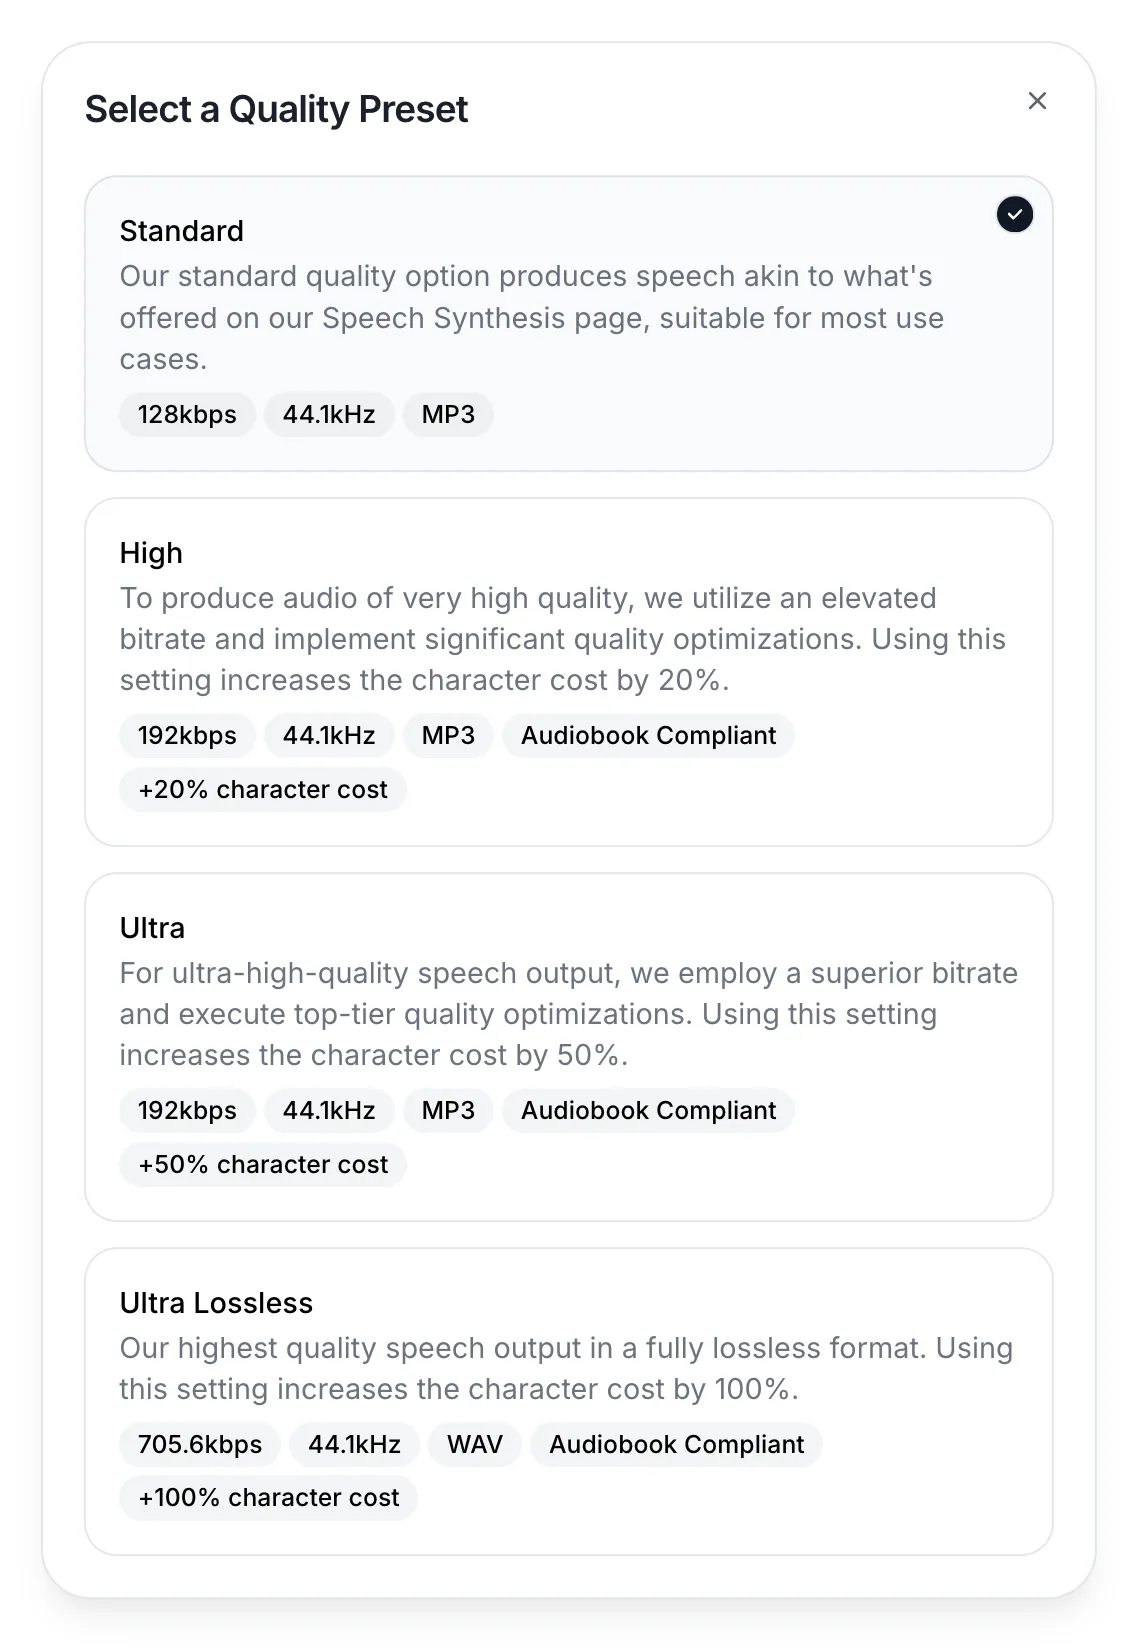 Select a Quality Preset
Standard
Our standard quality option produces speech akin to what's
offered on our Speech Synthesis page, suitable for most use
cases.
128kbps 44.1kHz MP3
High
To produce audio of very high quality, we utilize an elevated
bitrate and implement significant quality optimizations. Using this
setting increases the character cost by 20%.
192kbps 44.1kHz MP3 Audiobook Compliant
+20% character cost
Ultra
For ultra-high-quality speech output, we employ a superior bitrate
and execute top-tier quality optimizations. Using this setting
increases the character cost by 50%.
192kbps 44.1kHz MP3 Audiobook Compliant
+50% character cost
Ultra Lossless
Our highest quality speech output in a fully lossless format. Using
this setting increases the character cost by 100%.
705.6kbps 44.1kHz WAV Audiobook Compliant
+100% character cost